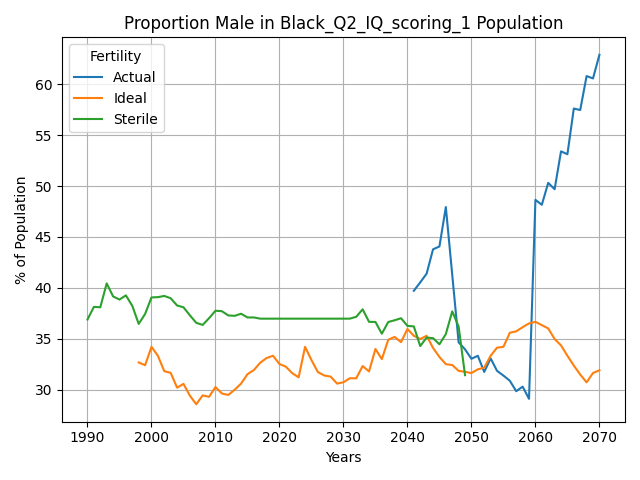 Proportion Male in Black_Q2_IQ_scoring_1 Population
Fertility
Actual
Ideal
Sterile
% of Population
60
55
50
45
40
35
30
1990
2000
2010
2020
2030
2040
2050
2060
2070
Years